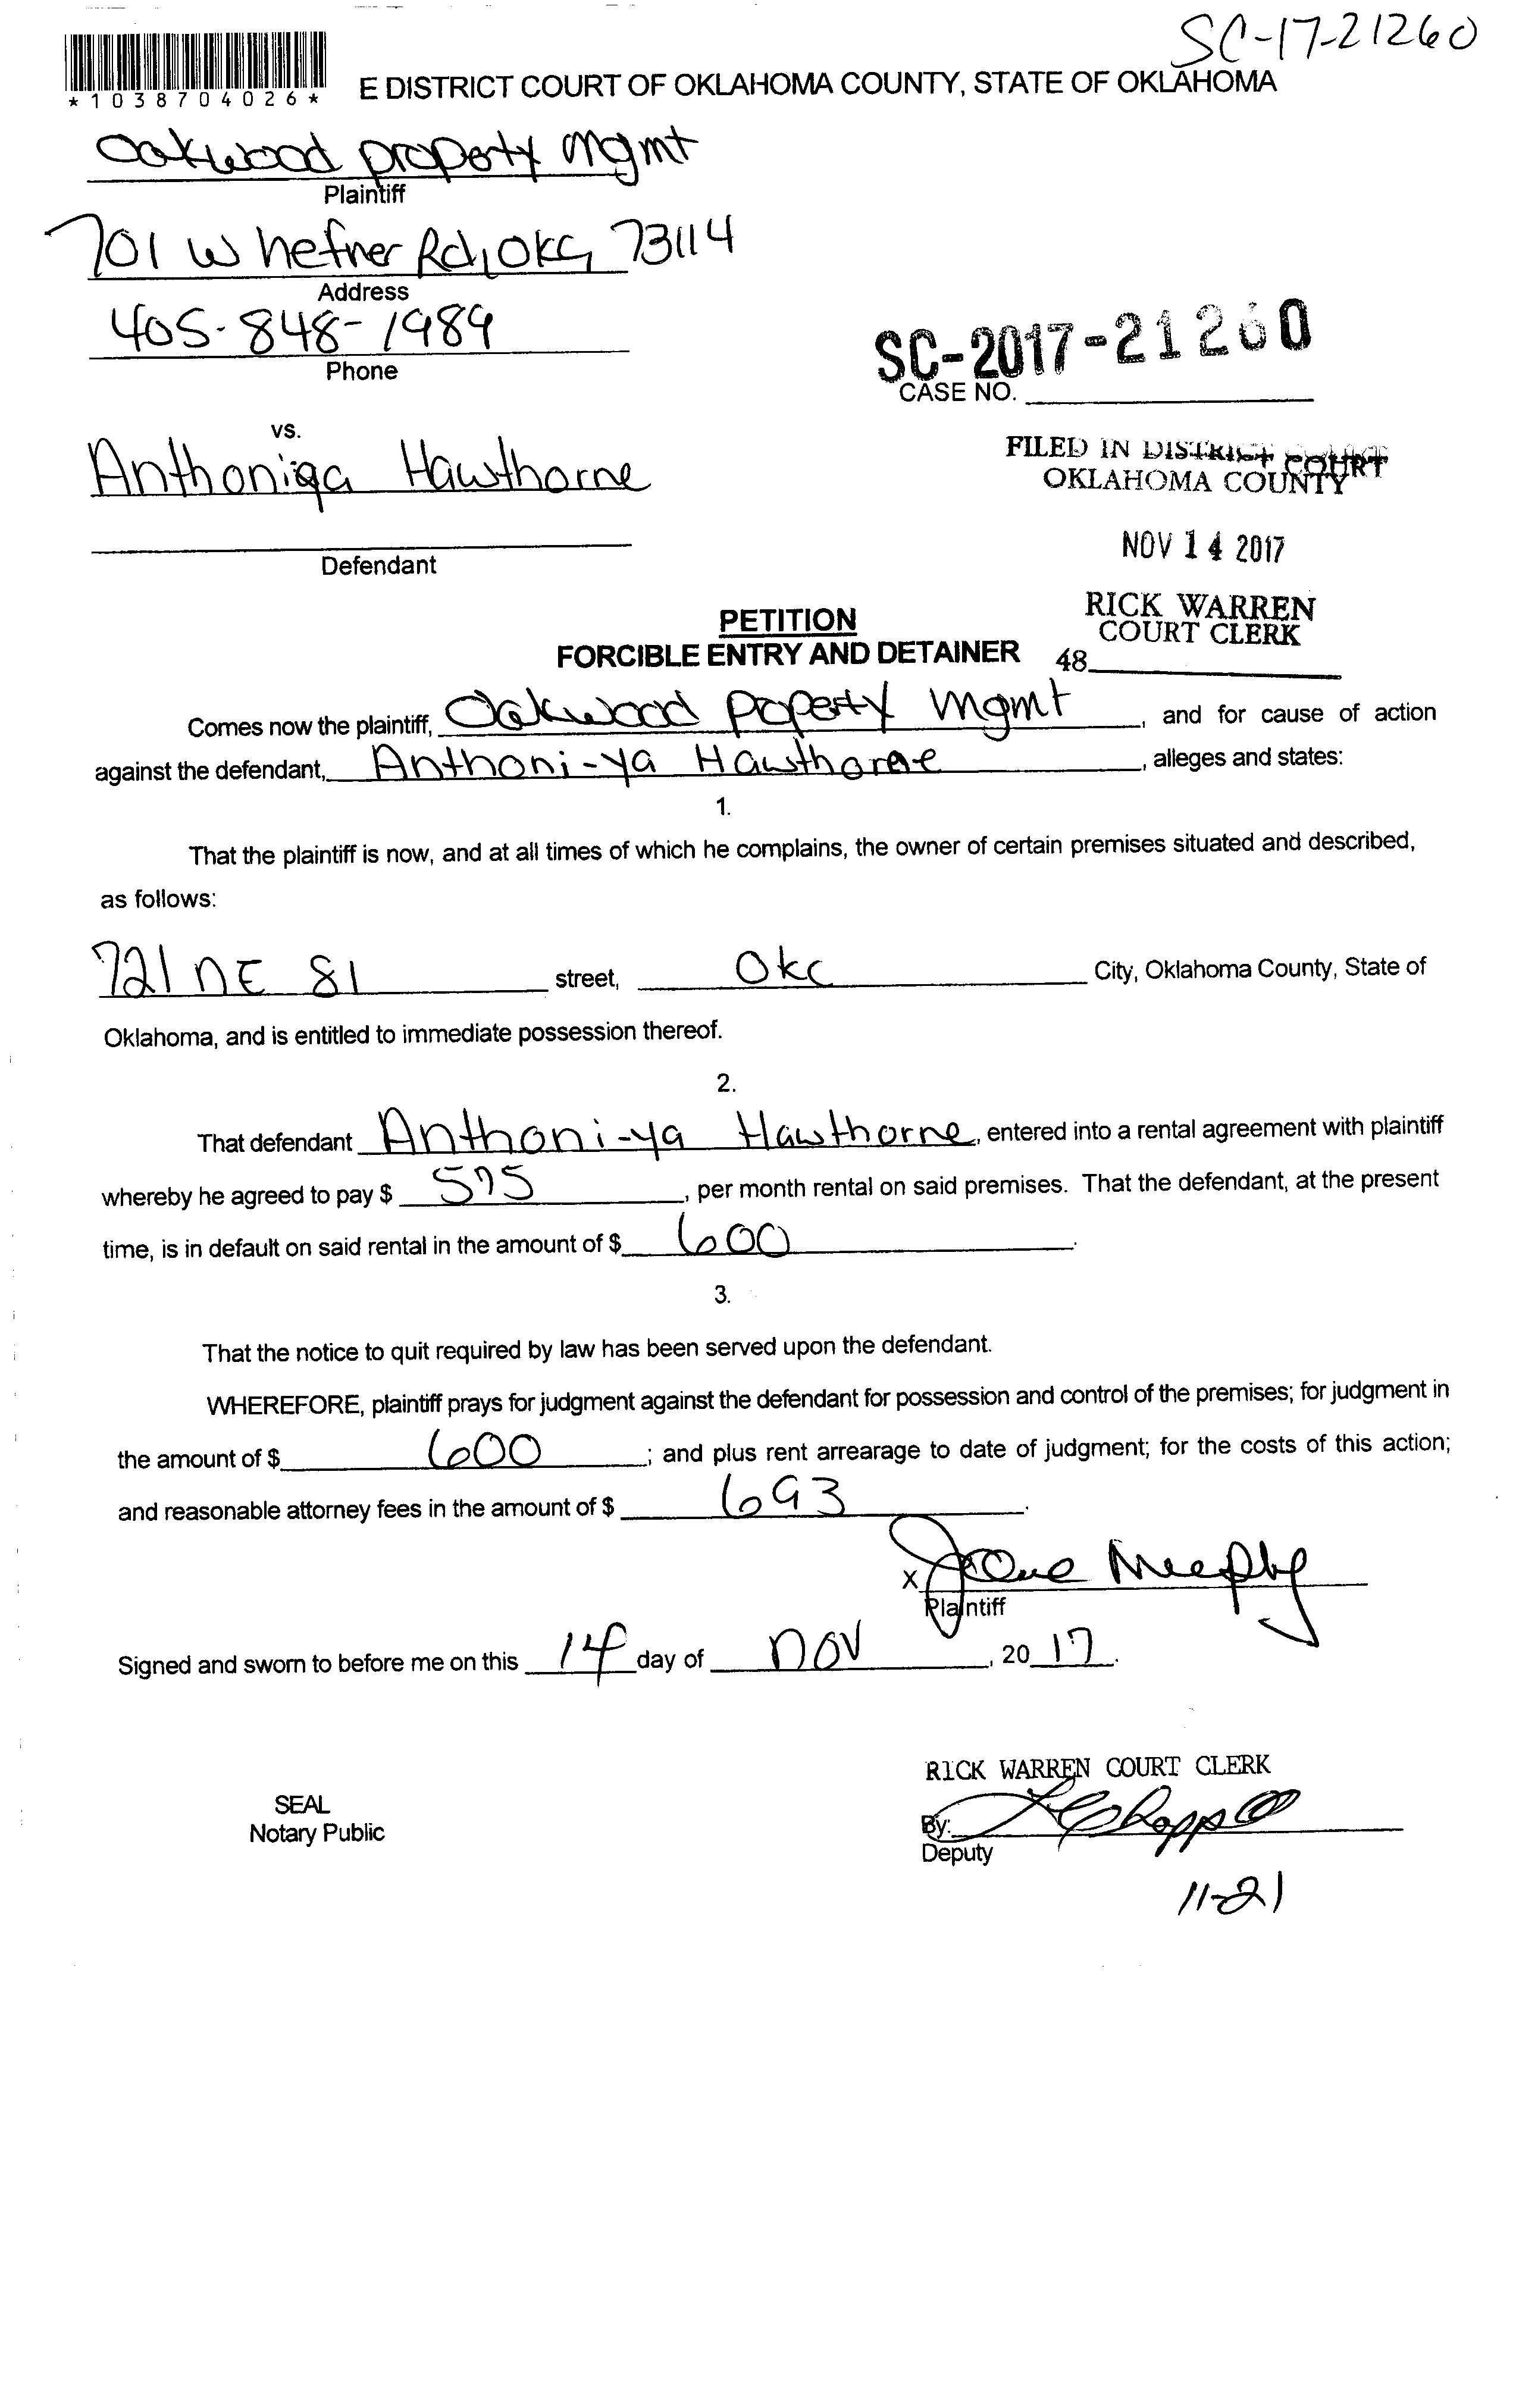 SC-17-21260
*1038704026*
E DISTRICT COURT OF OKLAHOMA COUNTY, STATE OF OKLAHOMA
Oakwood property mgmt
Plaintiff
701 W hefner Rd, OKC, 73114
Address
405-848-1989
Phone
SC-2017-21260
CASE NO.
vs.
Anthoniqa Hawthorne
FILED IN DISTRICT COURT
OKLAHOMA COUNTY
Defendant
NOV 14 2017
RICK WARREN
COURT CLERK
48
PETITION
FORCIBLE ENTRY AND DETAINER
Comes now the plaintiff, Oakwood poperty mgmt, and for cause of action
against the defendant, Anthoni-ya Hawthorne, alleges and states:
1.
That the plaintiff is now, and at all times of which he complains, the owner of certain premises situated and described,
as follows:
721 NE 81 street, OKC City, Oklahoma County, State of
Oklahoma, and is entitled to immediate possession thereof.
2.
That defendant Anthoni-ya Hawthorne, entered into a rental agreement with plaintiff
whereby he agreed to pay $ 575, per month rental on said premises. That the defendant, at the present
time, is in default on said rental in the amount of $ 600.
3.
That the notice to quit required by law has been served upon the defendant.
WHEREFORE, plaintiff prays for judgment against the defendant for possession and control of the premises; for judgment in
the amount of $ 600; and plus rent arrearage to date of judgment; for the costs of this action;
and reasonable attorney fees in the amount of $ 693.
x
Plaintiff
Signed and sworn to before me on this 14 day of NOV, 2017.
RICK WARREN COURT CLERK
SEAL
Notary Public
By:
Deputy
11-21